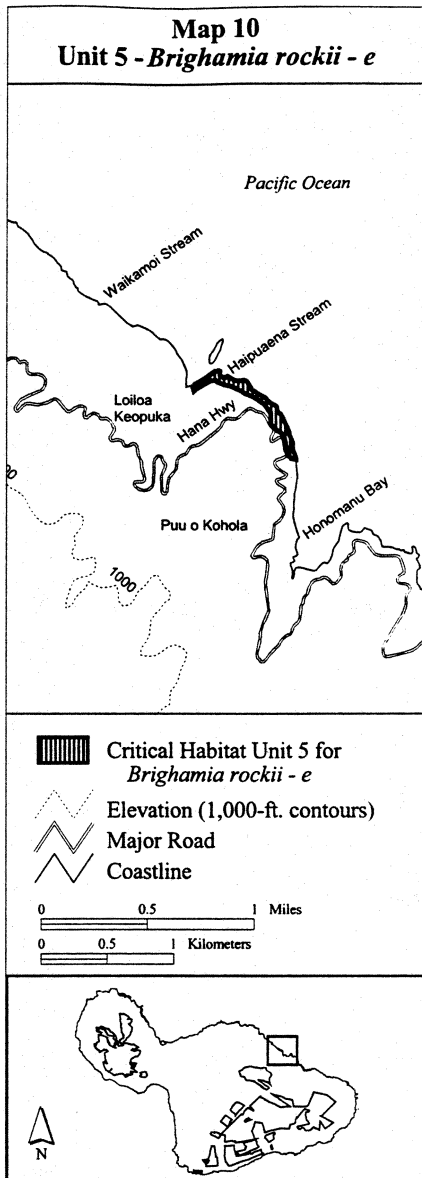 Map 10
Unit 5 - Brighamia rockii - e
Pacific Ocean
Waikamoi Stream
Haipuaena Stream
Loiloa
Keopuka
Hana Hwy
Puu o Kohola
Honomanu Bay
1000
Critical Habitat Unit 5 for
Brighamia rockii - e
Elevation (1,000-ft. contours)
Major Road
Coastline
0 0.5 1 Miles
0 0.5 1 Kilometers
N